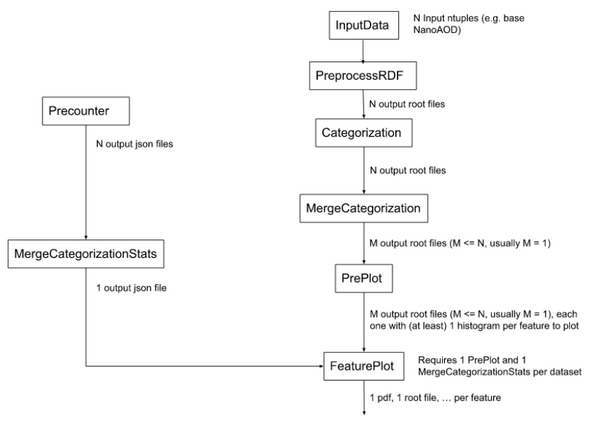 InputData
N Input ntuples (e.g. base
NanoAOD)
PreprocessRDF
N output root files
Precounter
Categorization
N output json files
N output root files
MergeCategorization
MergeCategorizationStats
M output root files (M <= N, usually M = 1)
PrePlot
1 output json file
M output root files (M <= N, usually M = 1), each
one with (at least) 1 histogram per feature to plot
FeaturePlot
Requires 1 PrePlot and 1
MergeCategorizationStats per dataset
1 pdf, 1 root file, … per feature